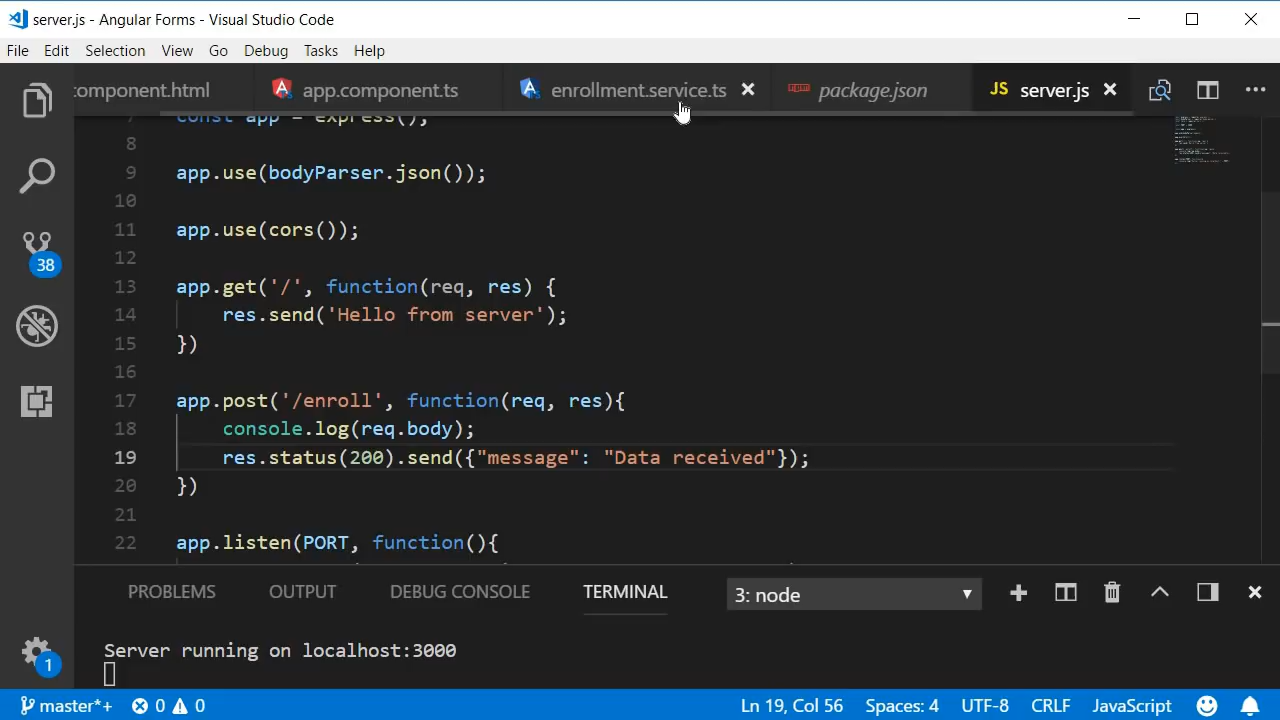 server.js - Angular Forms - Visual Studio Code
File Edit Selection View Go Debug Tasks Help
component.html app.component.ts enrollment.service.ts package.json JS server.js
7 const app = express();
8
9 app.use(bodyParser.json());
10
11 app.use(cors());
12
13 app.get('/', function(req, res) {
14 res.send('Hello from server');
15 })
16
17 app.post('/enroll', function(req, res){
18 console.log(req.body);
19 res.status(200).send({"message": "Data received"});
20 })
21
22 app.listen(PORT, function(){
38
PROBLEMS OUTPUT DEBUG CONSOLE TERMINAL 3: node
Server running on localhost:3000
1
master*+ 0 0 Ln 19, Col 56 Spaces: 4 UTF-8 CRLF JavaScript